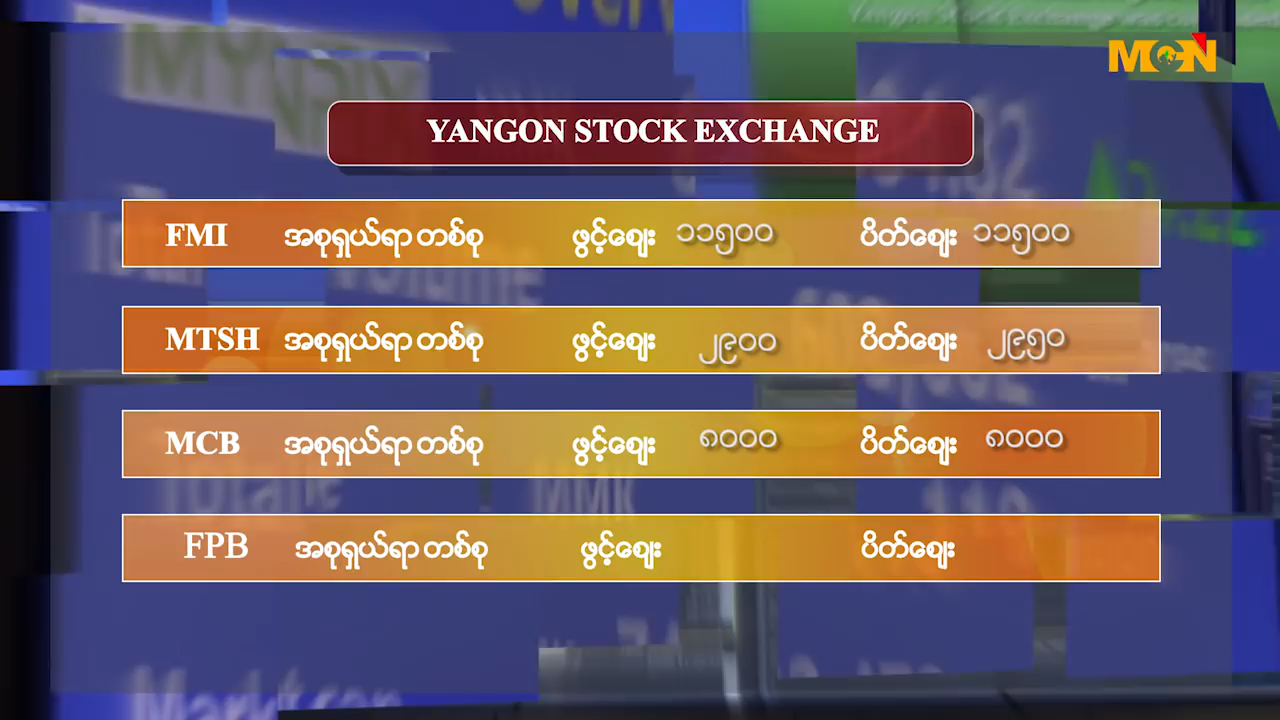 MCN
YANGON STOCK EXCHANGE
FMI အစုရှယ်ရာ တစ်စု ဖွင့်ဈေး ၁၁၅၀၀ ပိတ်ဈေး ၁၁၅၀၀
MTSH အစုရှယ်ရာ တစ်စု ဖွင့်ဈေး ၂၉၀၀ ပိတ်ဈေး ၂၉၅၀
MCB အစုရှယ်ရာ တစ်စု ဖွင့်ဈေး ၈၀၀၀ ပိတ်ဈေး ၈၀၀၀
FPB အစုရှယ်ရာ တစ်စု ဖွင့်ဈေး ပိတ်ဈေး